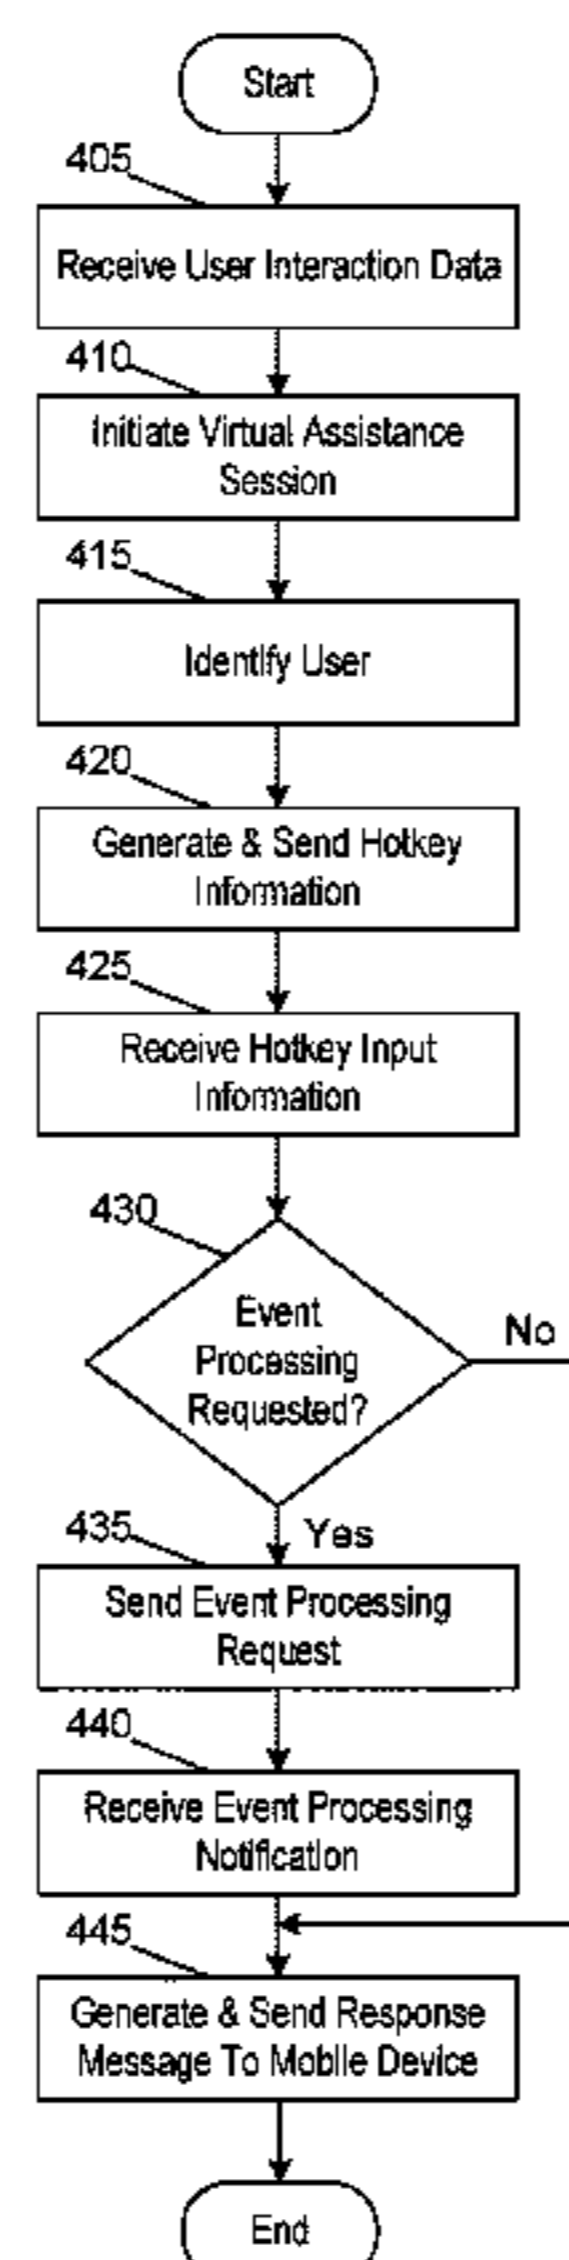 Start
405
Receive User Interaction Data
410
Initiate Virtual Assistance
Session
415
Identify User
420
Generate & Send Hotkey
Information
425
Receive Hotkey Input
Information
430
Event
Processing
Requested?
No
Yes
435
Send Event Processing
Request
440
Receive Event Processing
Notification
445
Generate & Send Response
Message To Mobile Device
End